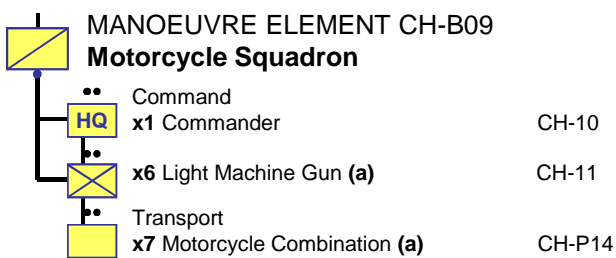 MANOEUVRE ELEMENT CH-B09
Motorcycle Squadron
Command
HQ x1 Commander CH-10
x6 Light Machine Gun (a) CH-11
Transport
x7 Motorcycle Combination (a) CH-P14